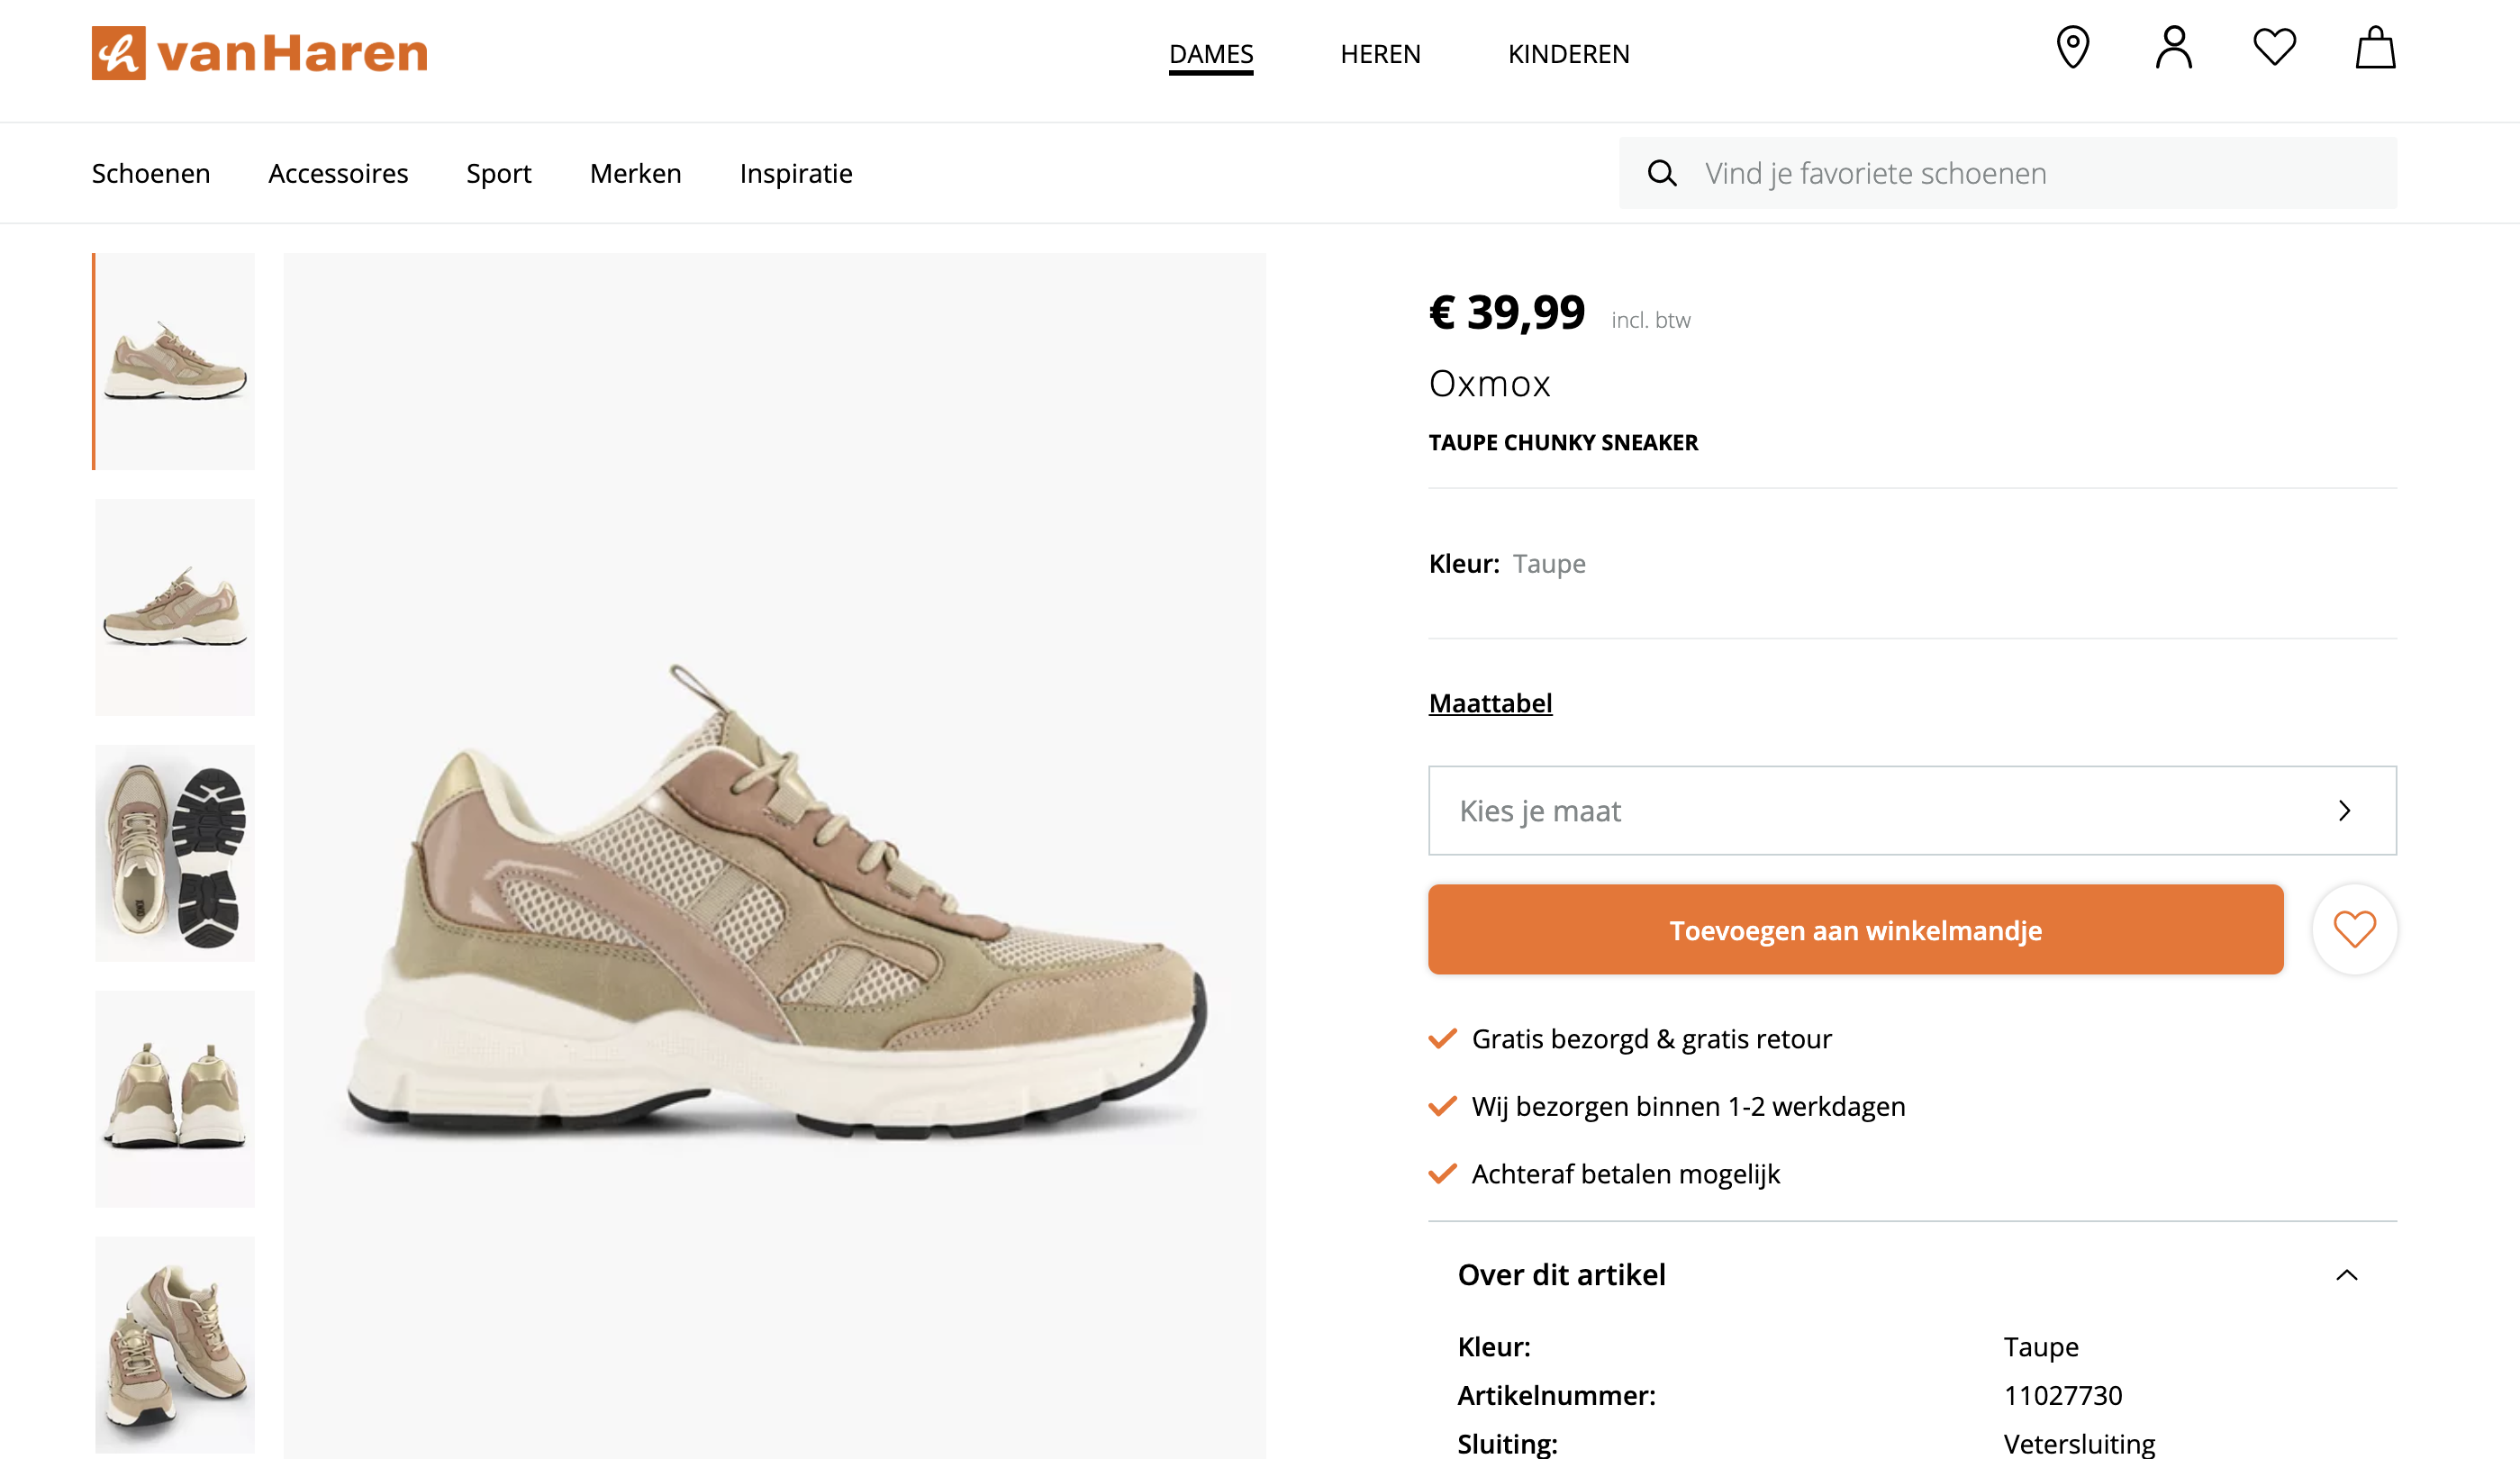 vanHaren
DAMES
HEREN
KINDEREN
Schoenen
Accessoires
Sport
Merken
Inspiratie
Vind je favoriete schoenen
€ 39,99 incl. btw
Oxmox
TAUPE CHUNKY SNEAKER
Kleur: Taupe
Maattabel
Kies je maat
Toevoegen aan winkelmandje
Gratis bezorgd & gratis retour
Wij bezorgen binnen 1-2 werkdagen
Achteraf betalen mogelijk
Over dit artikel
Kleur: Taupe
Artikelnummer: 11027730
Sluiting: Vetersluiting